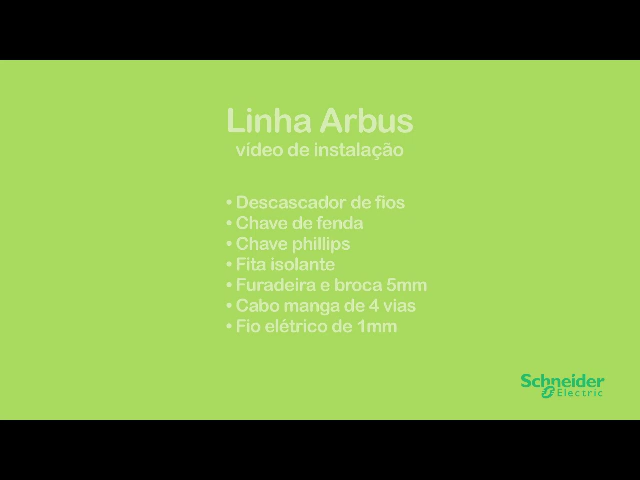 Linha Arbus
vídeo de instalação
• Descascador de fios
• Chave de fenda
• Chave phillips
• Fita isolante
• Furadeira e broca 5mm
• Cabo manga de 4 vias
• Fio elétrico de 1mm
Schneider
Electric